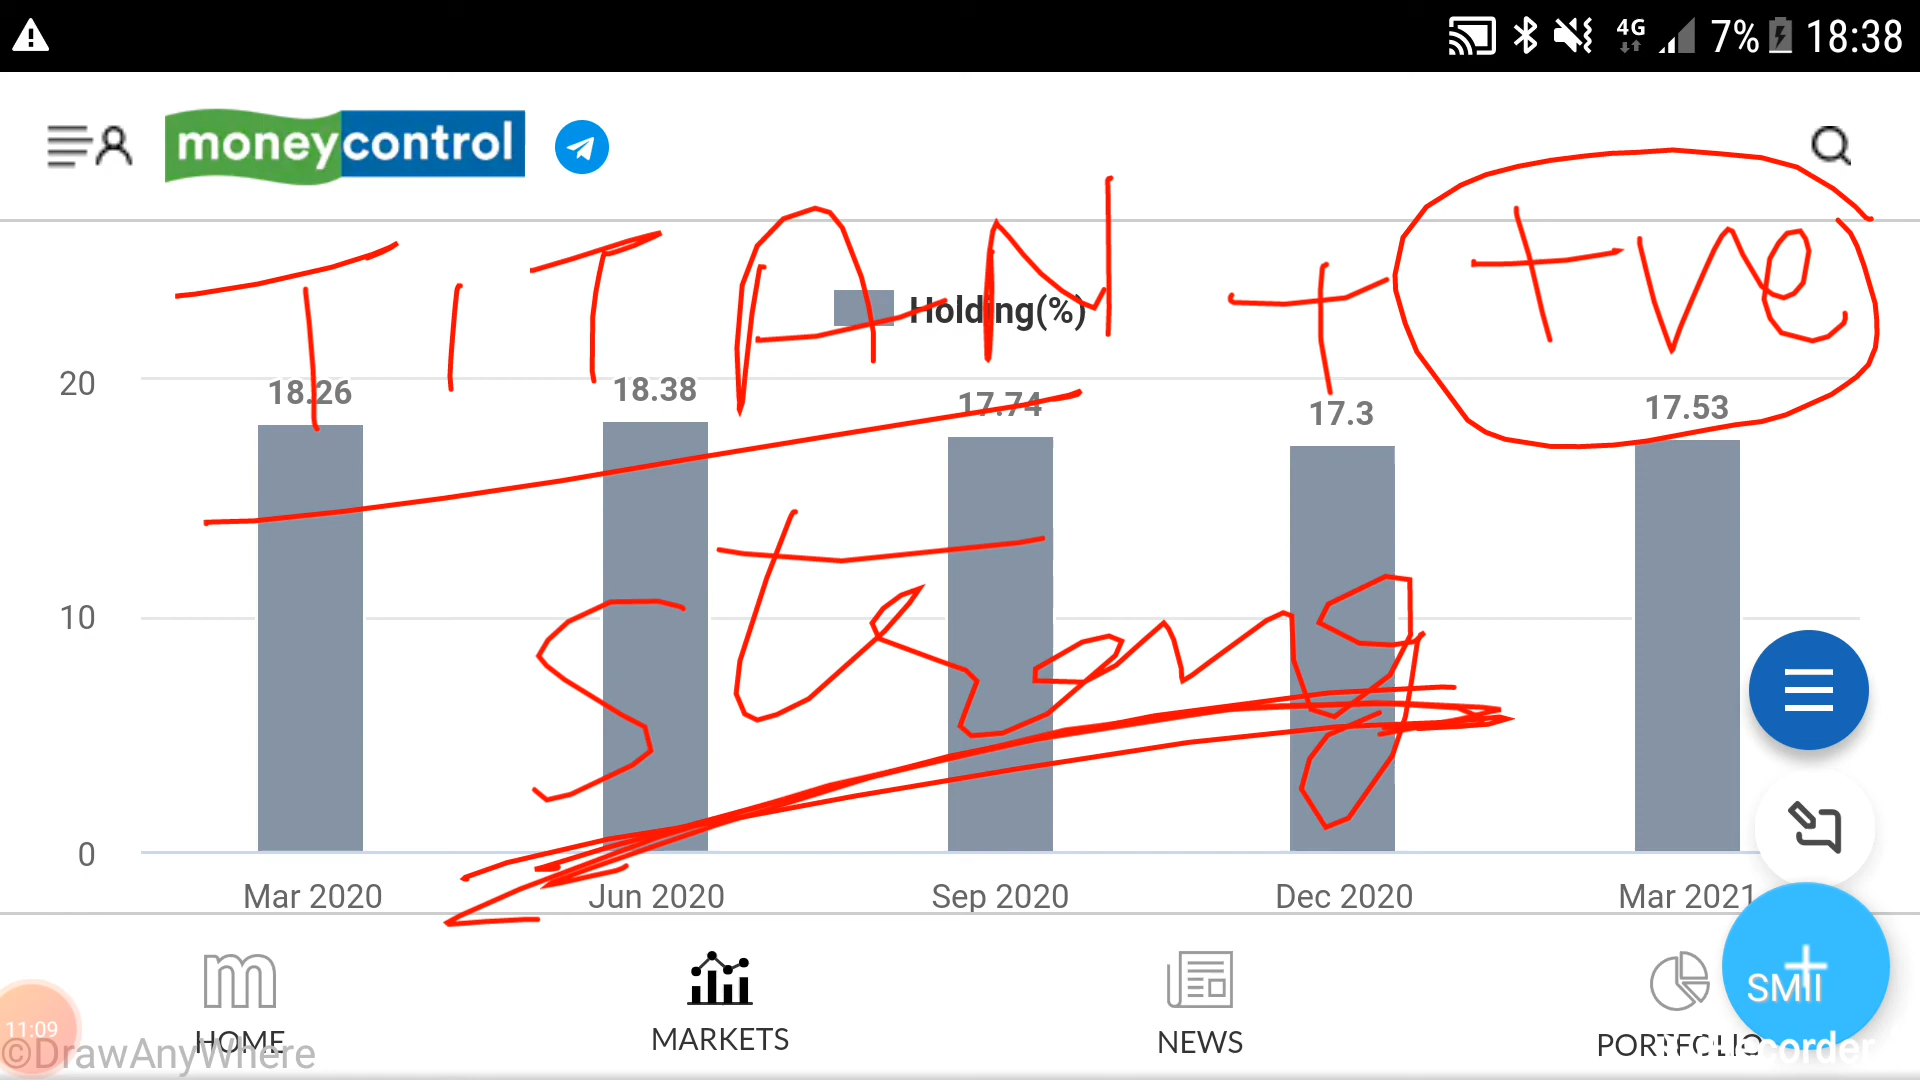 4G 7% 18:38
moneycontrol
TITAN + +ve
Holding(%)
20
18.26 18.38 17.74 17.3 17.53
strong
10
0
Mar 2020 Jun 2020 Sep 2020 Dec 2020 Mar 2021
SMII
11:09
HOME MARKETS NEWS PORTFOLIO
©DrawAnyWhere